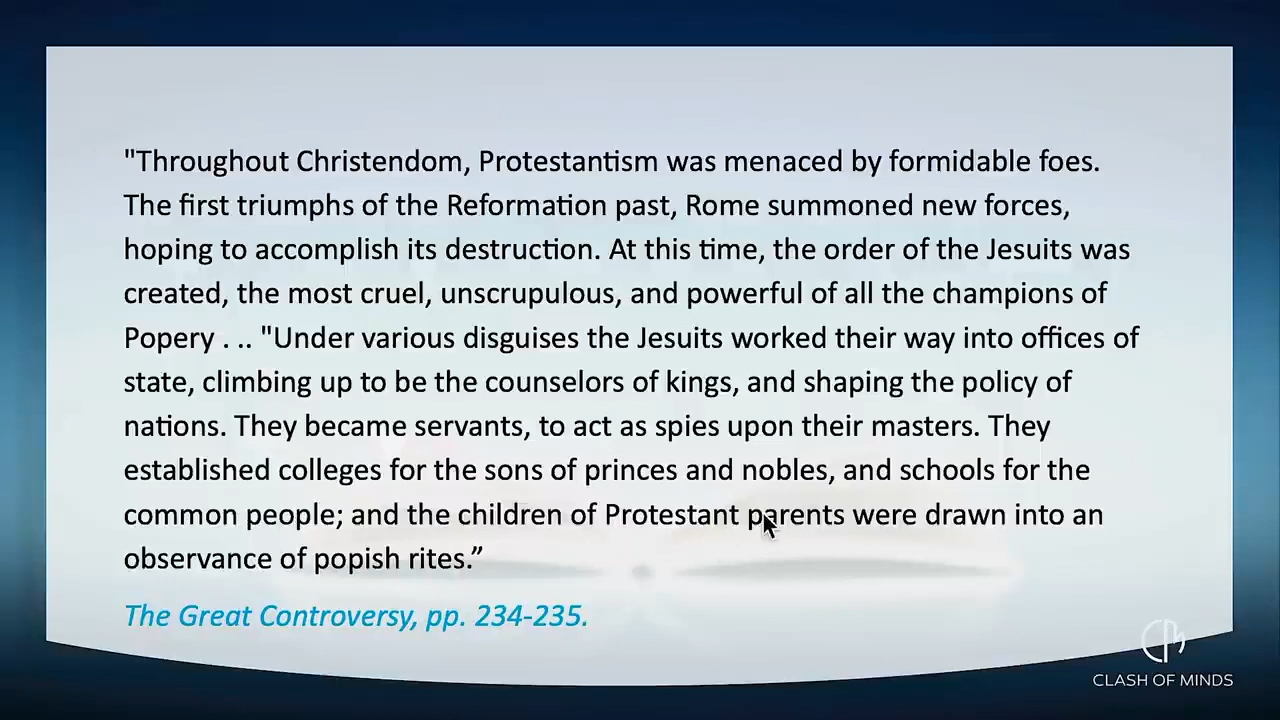 "Throughout Christendom, Protestantism was menaced by formidable foes.
The first triumphs of the Reformation past, Rome summoned new forces,
hoping to accomplish its destruction. At this time, the order of the Jesuits was
created, the most cruel, unscrupulous, and powerful of all the champions of
Popery . .. "Under various disguises the Jesuits worked their way into offices of
state, climbing up to be the counselors of kings, and shaping the policy of
nations. They became servants, to act as spies upon their masters. They
established colleges for the sons of princes and nobles, and schools for the
common people; and the children of Protestant parents were drawn into an
observance of popish rites.”
The Great Controversy, pp. 234-235.
CLASH OF MINDS